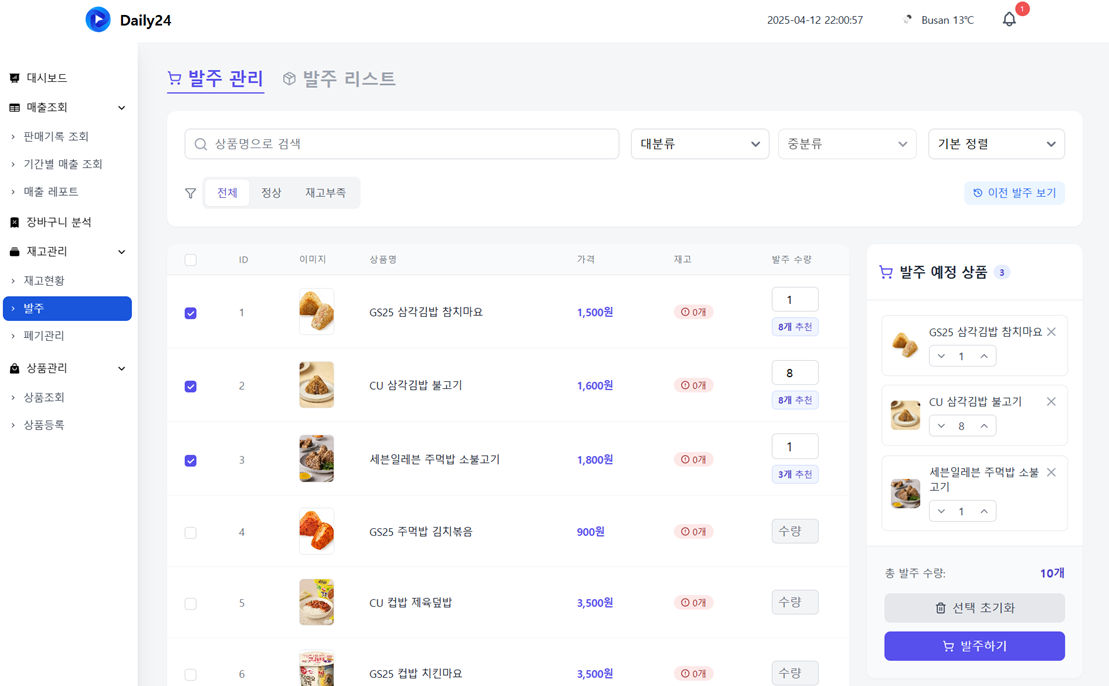 Daily24
2025-04-12 22:00:57
Busan 13℃
1
대시보드
매출조회
판매기록 조회
기간별 매출 조회
매출 레포트
장바구니 분석
재고관리
재고현황
발주
폐기관리
상품관리
상품조회
상품등록
발주 관리
발주 리스트
상품명으로 검색
대분류
중분류
기본 정렬
전체
정상
재고부족
이전 발주 보기
ID 이미지 상품명 가격 재고 발주 수량
1 GS25 삼각김밥 참치마요 1,500원 0개 1
8개 추천
2 CU 삼각김밥 불고기 1,600원 0개 8
8개 추천
3 세븐일레븐 주먹밥 소불고기 1,800원 0개 1
3개 추천
4 GS25 주먹밥 김치볶음 900원 0개 수량
5 CU 컵밥 제육덮밥 3,500원 0개 수량
6 GS25 컵밥 치킨마요 3,500원 0개 수량
발주 예정 상품 3
GS25 삼각김밥 참치마요
1
CU 삼각김밥 불고기
8
세븐일레븐 주먹밥 소불
고기
1
총 발주 수량: 10개
선택 초기화
발주하기